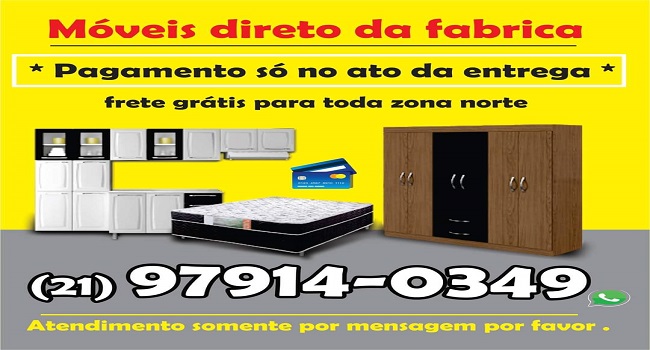 Móveis direto da fabrica
* Pagamento só no ato da entrega *
frete grátis para toda zona norte
(21) 97914-0349
Atendimento somente por mensagem por favor .